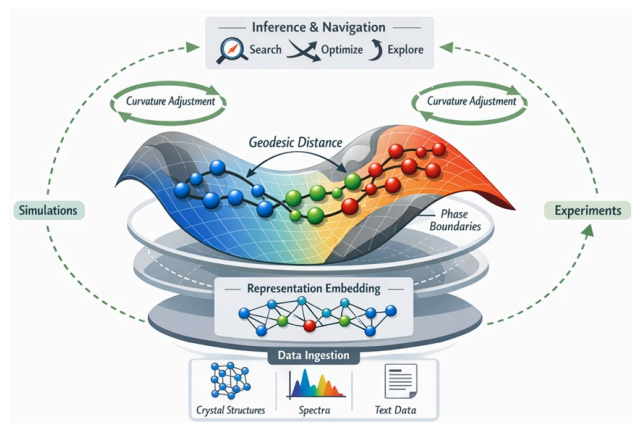 Inference & Navigation
Search Optimize Explore
Curvature Adjustment
Curvature Adjustment
Geodesic Distance
Simulations
Experiments
Phase
Boundaries
Representation Embedding
Data Ingestion
Crystal Structures Spectra Text Data